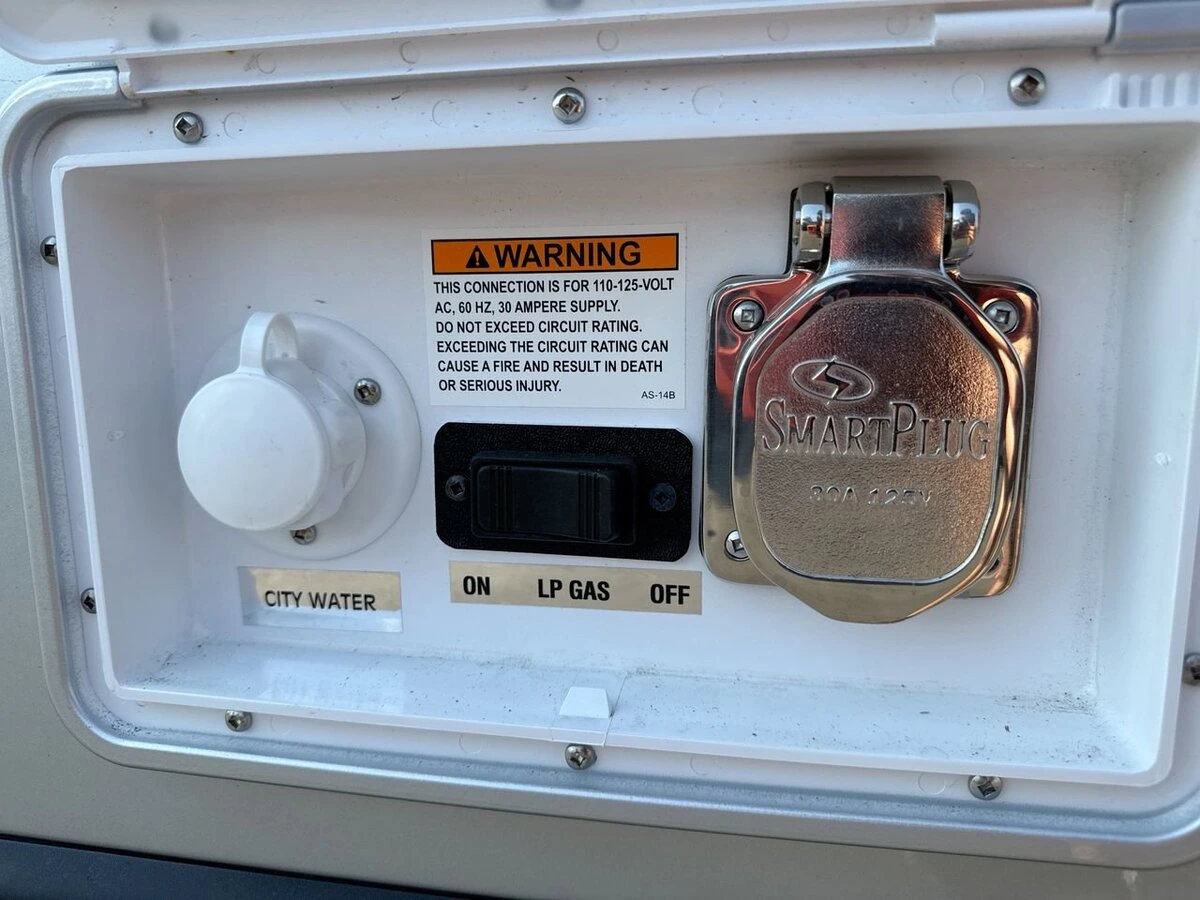 WARNING
THIS CONNECTION IS FOR 110-125-VOLT
AC, 60 HZ, 30 AMPERE SUPPLY.
DO NOT EXCEED CIRCUIT RATING.
EXCEEDING THE CIRCUIT RATING CAN
CAUSE A FIRE AND RESULT IN DEATH
OR SERIOUS INJURY.
AS-14B
SMARTPLUG
30A 125V
CITY WATER
ON LP GAS OFF